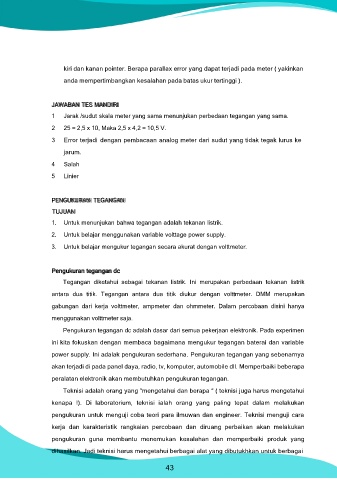 kiri dan kanan pointer. Berapa parallax error yang dapat terjadi pada meter ( yakinkan
anda mempertimbangkan kesalahan pada batas ukur tertinggi ).
JAWABAN TES MANDIRI
1 Jarak /sudut skala meter yang sama menunjukan perbedaan tegangan yang sama.
2 25 = 2,5 x 10, Maka 2,5 x 4,2 = 10,5 V.
3 Error terjadi dengan pembacaan analog meter dari sudut yang tidak tegak lurus ke
jarum.
4 Salah
5 Linier
PENGUKURAN TEGANGAN
TUJUAN
1. Untuk menunjukan bahwa tegangan adalah tekanan listrik.
2. Untuk belajar menggunakan variable volttage power supply.
3. Untuk belajar mengukur tegangan secara akurat dengan volttmeter.
Pengukuran tegangan dc
Tegangan diketahui sebagai tekanan listrik. Ini merupakan perbedaan tekanan listrik
antara dua titik. Tegangan antara dua titik diukur dengan volttmeter. DMM merupakan
gabungan dari kerja volttmeter, ampmeter dan ohmmeter. Dalam percobaan disini hanya
menggunakan volttmeter saja.
Pengukuran tegangan dc adalah dasar dari semua pekerjaan elektronik. Pada experimen
ini kita fokuskan dengan membaca bagaimana mengukur tegangan baterai dan variable
power supply. Ini adalah pengukuran sederhana. Pengukuran tegangan yang sebenarnya
akan terjadi di pada panel daya, radio, tv, komputer, automobile dll. Memperbaiki beberapa
peralatan elektronik akan membutuhkan pengukuran tegangan.
Teknisi adalah orang yang "mengetahui dan berapa " ( teknisi juga harus mengetahui
kenapa !). Di laboratorium, teknisi ialah orang yang paling tepat dalam melakukan
pengukuran untuk menguji coba teori para ilmuwan dan engineer. Teknisi menguji cara
kerja dan karakteristik rangkaian percobaan dan diruang perbaikan akan melakukan
pengukuran guna membantu menemukan kesalahan dan memperbaiki produk yang
dihasilkan. Jadi teknisi harus mengetahui berbagai alat yang dibutuhkan untuk berbagai
43